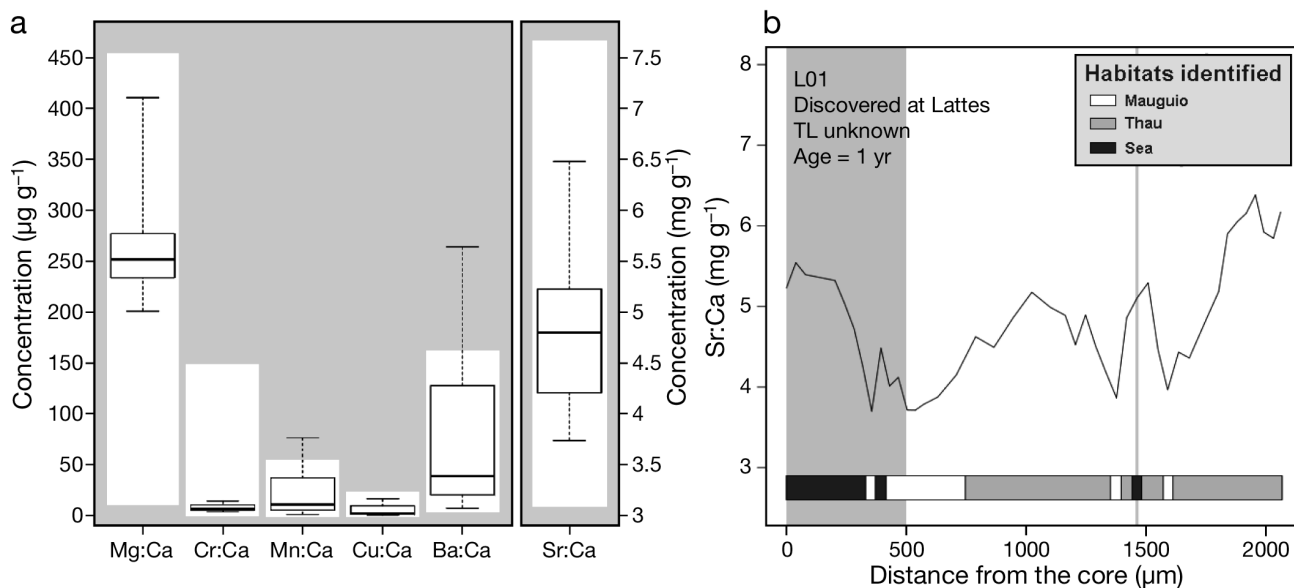 a
Concentration (µg g⁻¹)
450
400
350
300
250
200
150
100
50
0
Mg:Ca Cr:Ca Mn:Ca Cu:Ca Ba:Ca
Concentration (mg g⁻¹)
7.5
7
6.5
6
5.5
5
4.5
4
3.5
3
Sr:Ca
b
Sr:Ca (mg g⁻¹)
8
7
6
5
4
3
L01
Discovered at Lattes
TL unknown
Age = 1 yr
Habitats identified
Mauguio
Thau
Sea
0 500 1000 1500 2000
Distance from the core (µm)